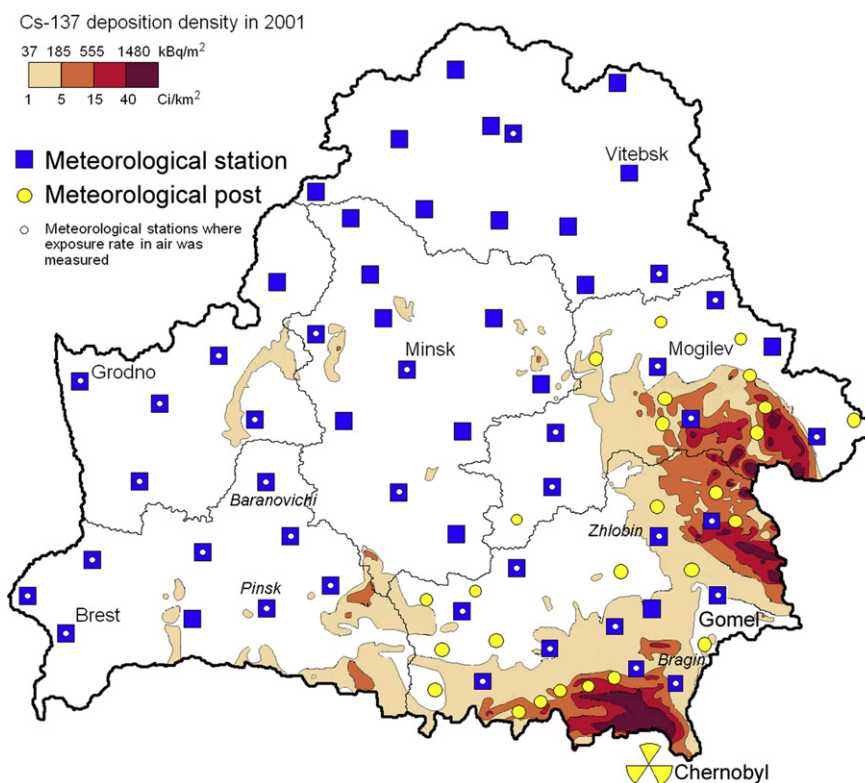 Cs-137 deposition density in 2001
37 185 555 1480 kBq/m²
1 5 15 40 Ci/km²
Meteorological station
Meteorological post
Meteorological stations where
exposure rate in air was
measured
Vitebsk
Minsk
Mogilev
Grodno
Baranovichi
Zhlobin
Pinsk
Brest
Gomel
Bragin
Chernobyl